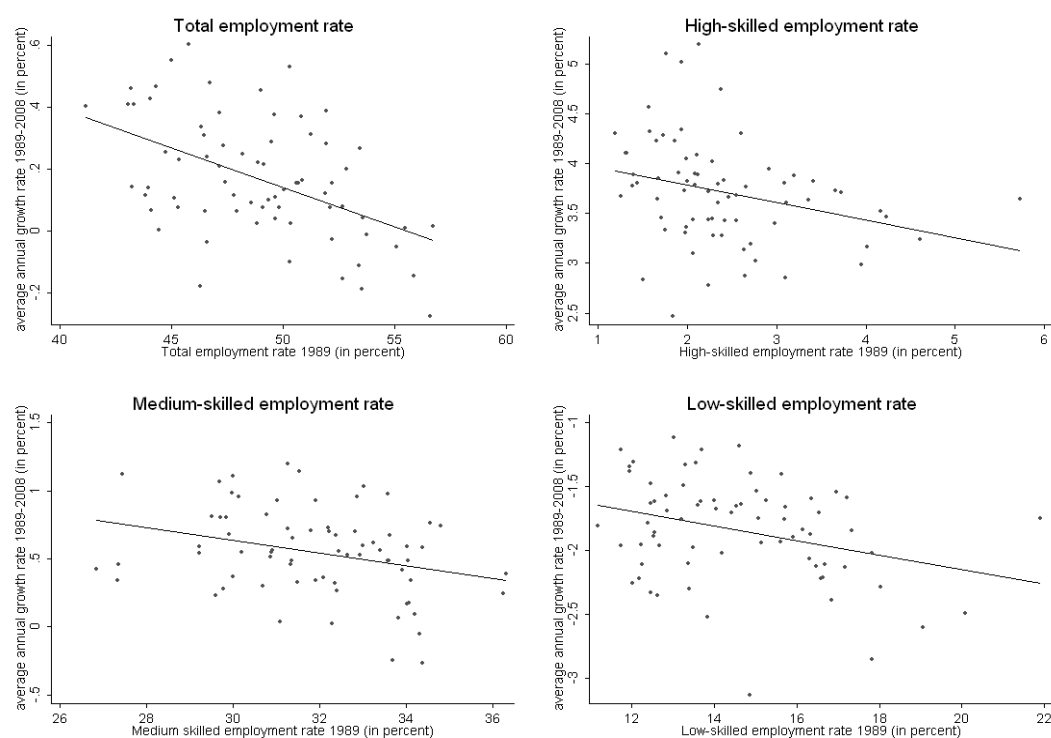 Total employment rate
average annual growth rate 1989-2008 (in percent)
.6
.4
.2
0
-.2
40 45 50 55 60
Total employment rate 1989 (in percent)
High-skilled employment rate
average annual growth rate 1989-2008 (in percent)
5
4.5
4
3.5
3
2.5
1 2 3 4 5 6
High-skilled employment rate 1989 (in percent)
Medium-skilled employment rate
average annual growth rate 1989-2008 (in percent)
1.5
1
.5
0
-.5
26 28 30 32 34 36
Medium skilled employment rate 1989 (in percent)
Low-skilled employment rate
average annual growth rate 1989-2008 (in percent)
-1
-1.5
-2
-2.5
-3
12 14 16 18 20 22
Low-skilled employment rate 1989 (in percent)